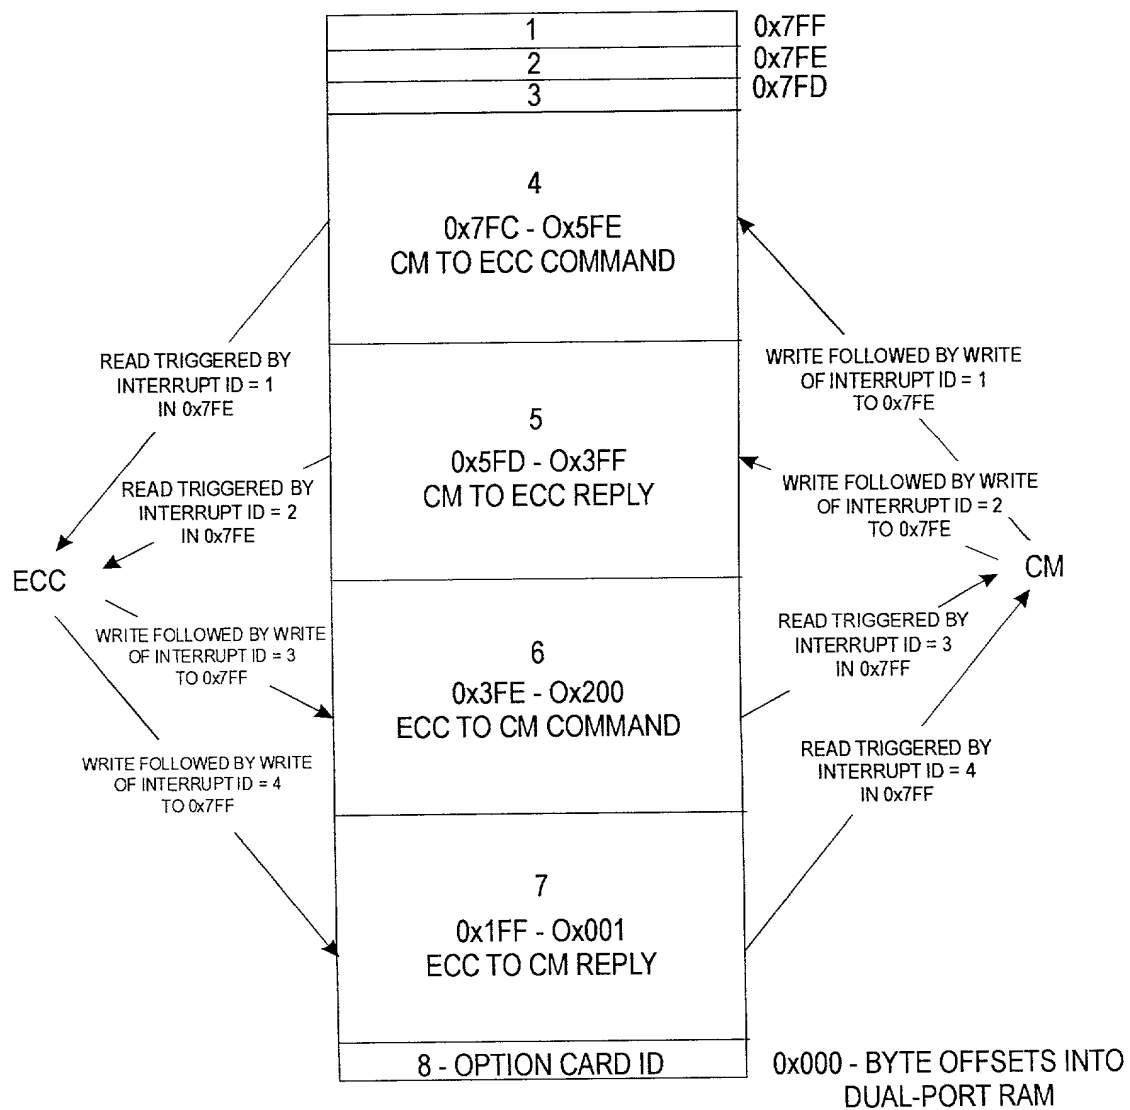 1
0x7FF
2
0x7FE
3
0x7FD
4
0x7FC - Ox5FE
CM TO ECC COMMAND
READ TRIGGERED BY
INTERRUPT ID = 1
IN 0x7FE
WRITE FOLLOWED BY WRITE
OF INTERRUPT ID = 1
TO 0x7FE
5
0x5FD - Ox3FF
CM TO ECC REPLY
READ TRIGGERED BY
INTERRUPT ID = 2
IN 0x7FE
WRITE FOLLOWED BY WRITE
OF INTERRUPT ID = 2
TO 0x7FE
ECC
CM
WRITE FOLLOWED BY WRITE
OF INTERRUPT ID = 3
TO 0x7FF
6
0x3FE - Ox200
ECC TO CM COMMAND
READ TRIGGERED BY
INTERRUPT ID = 3
IN 0x7FF
WRITE FOLLOWED BY WRITE
OF INTERRUPT ID = 4
TO 0x7FF
READ TRIGGERED BY
INTERRUPT ID = 4
IN 0x7FF
7
0x1FF - Ox001
ECC TO CM REPLY
8 - OPTION CARD ID
0x000 - BYTE OFFSETS INTO
DUAL-PORT RAM